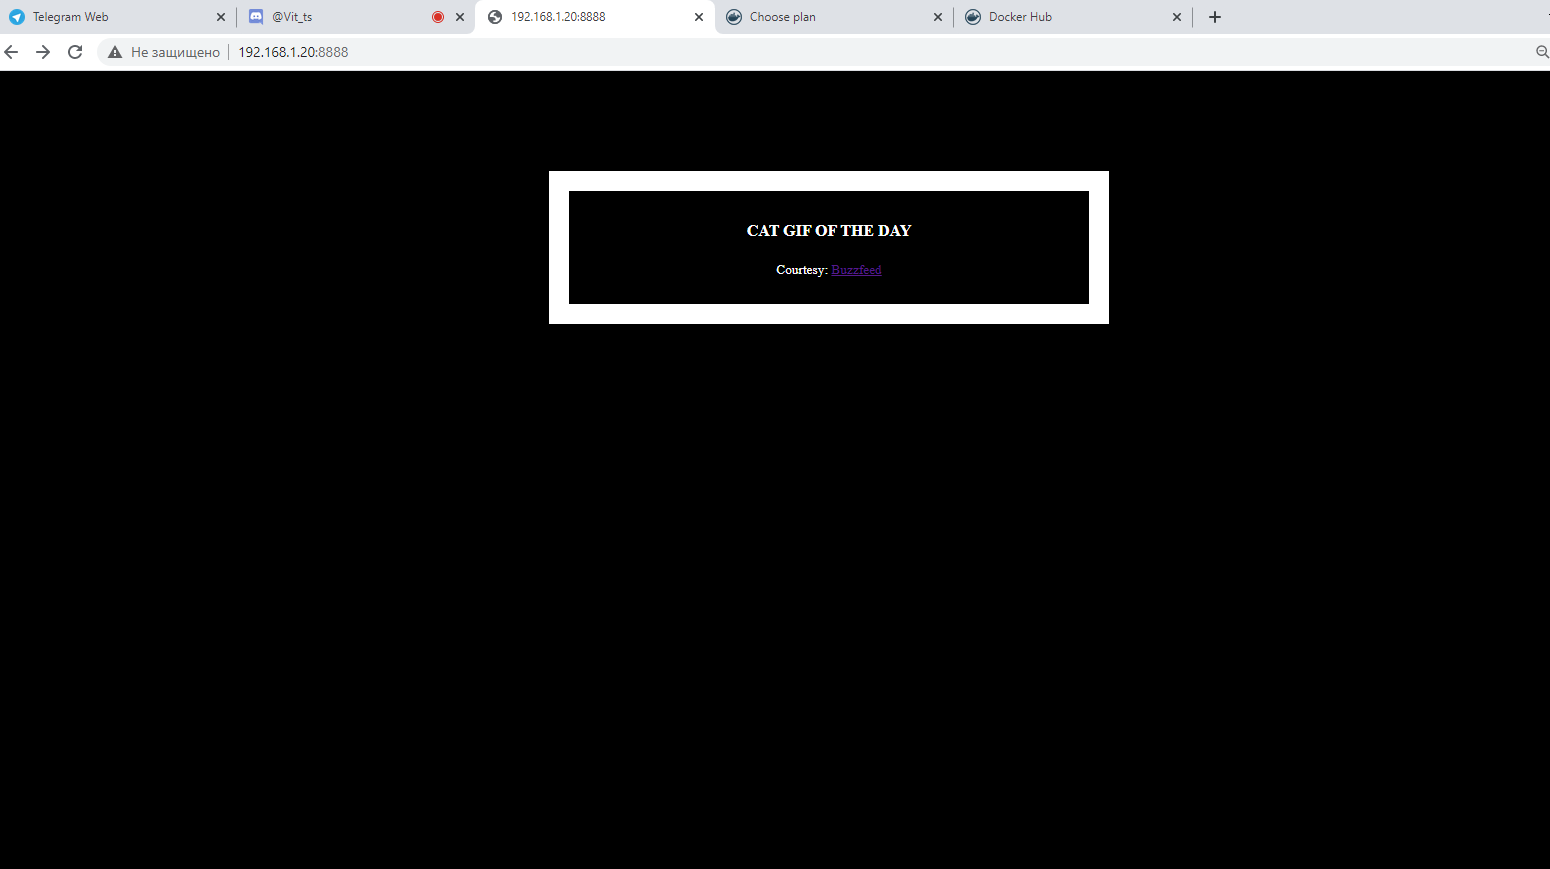 Telegram Web
@Vit_ts
192.168.1.20:8888
Choose plan
Docker Hub
Не защищено
192.168.1.20:8888
CAT GIF OF THE DAY
Courtesy: Buzzfeed